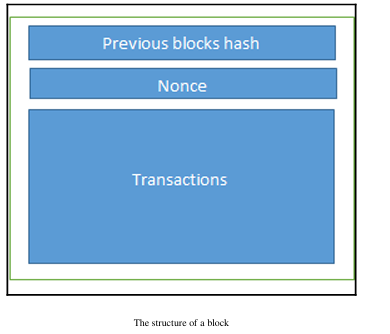 Previous blocks hash
Nonce
Transactions
The structure of a block